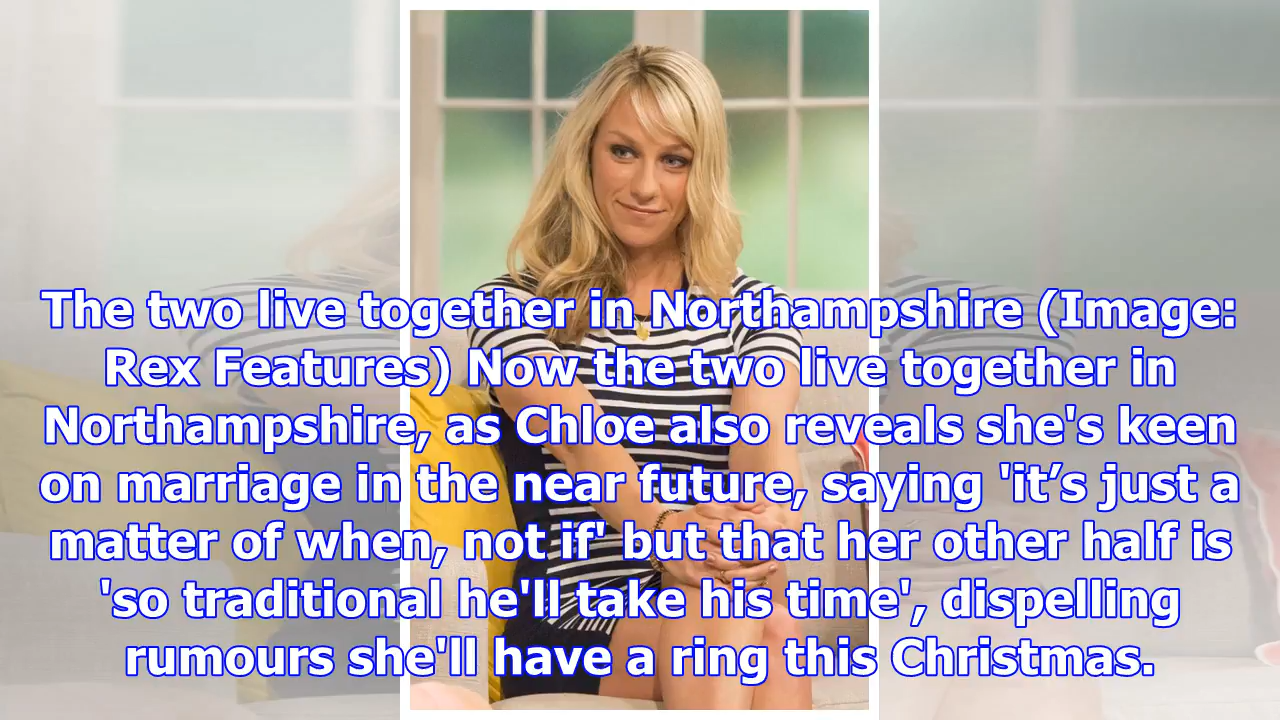 The two live together in Northampshire (Image:
Rex Features) Now the two live together in
Northampshire, as Chloe also reveals she's keen
on marriage in the near future, saying 'it’s just a
matter of when, not if' but that her other half is
'so traditional he'll take his time', dispelling
rumours she'll have a ring this Christmas.